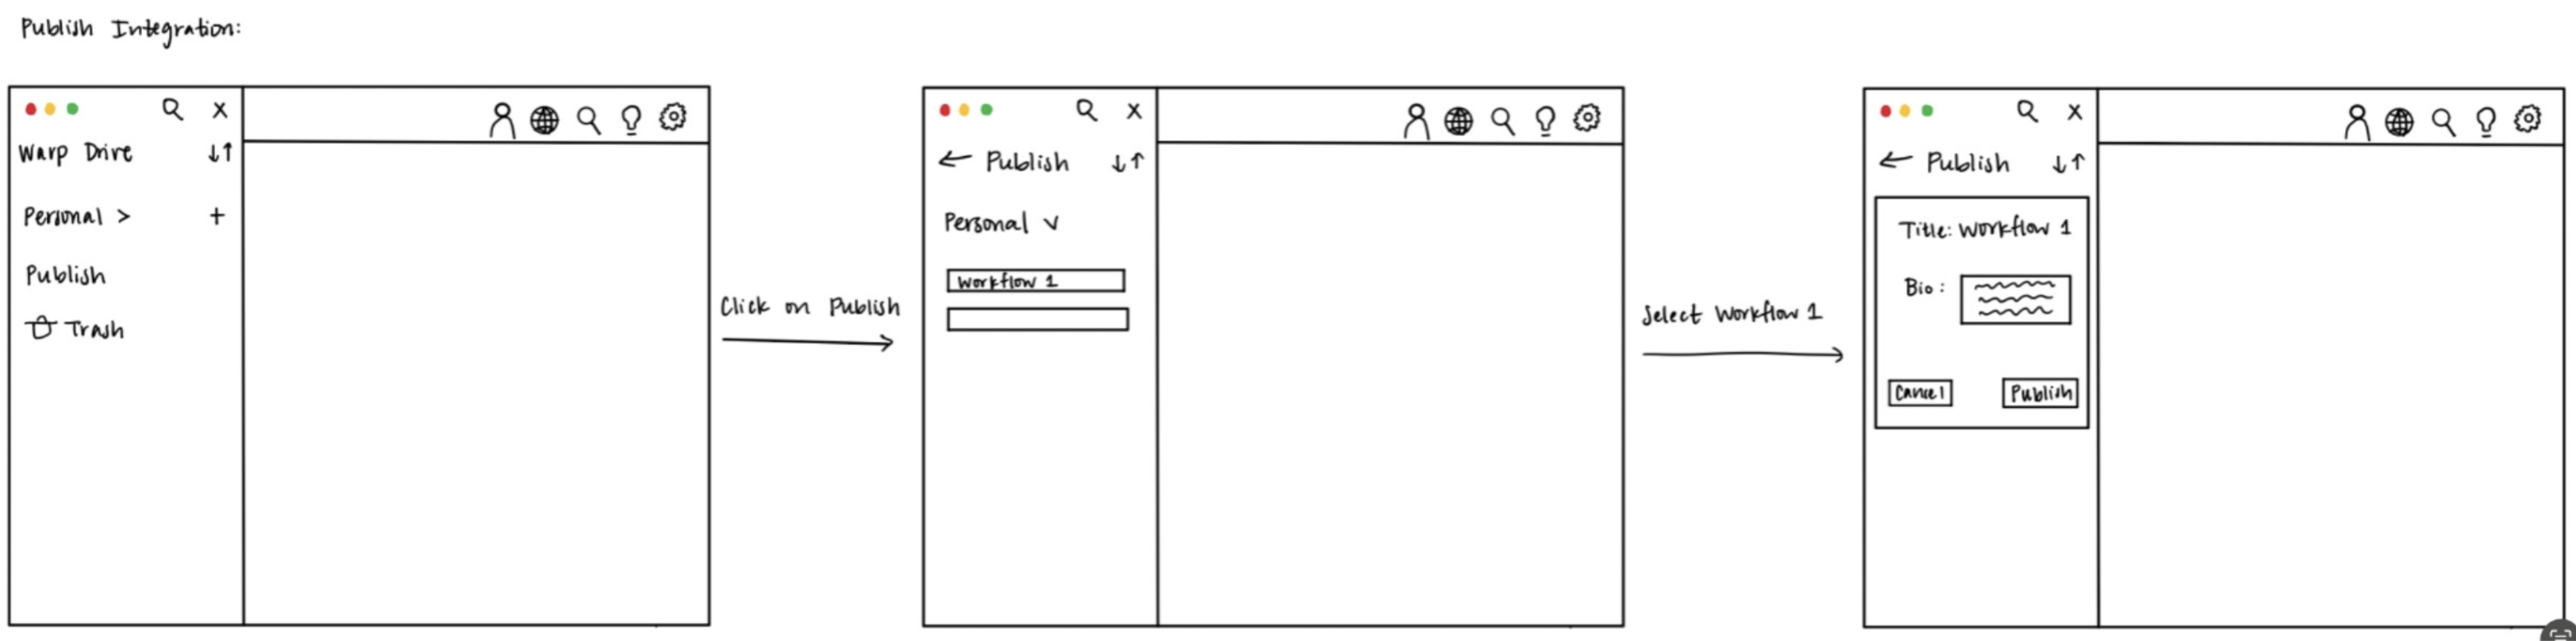 Publish Integration:
X
Warp Drive ↓↑
Personal > +
Publish
Trash
Click on Publish
X
← Publish ↓↑
Personal v
Workflow 1
Select Workflow 1
X
← Publish ↓↑
Title: Workflow 1
Bio:
Cancel Publish